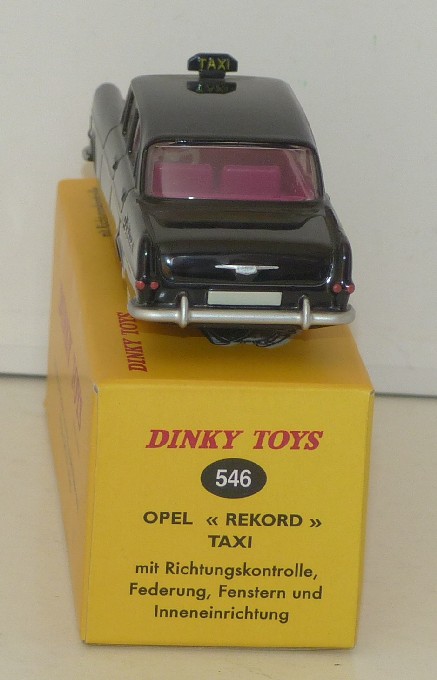 TAXI
DINKY TOYS
DINKY TOYS
546
OPEL « REKORD »
TAXI
mit Richtungskontrolle,
Federung, Fenstern und
Inneneinrichtung